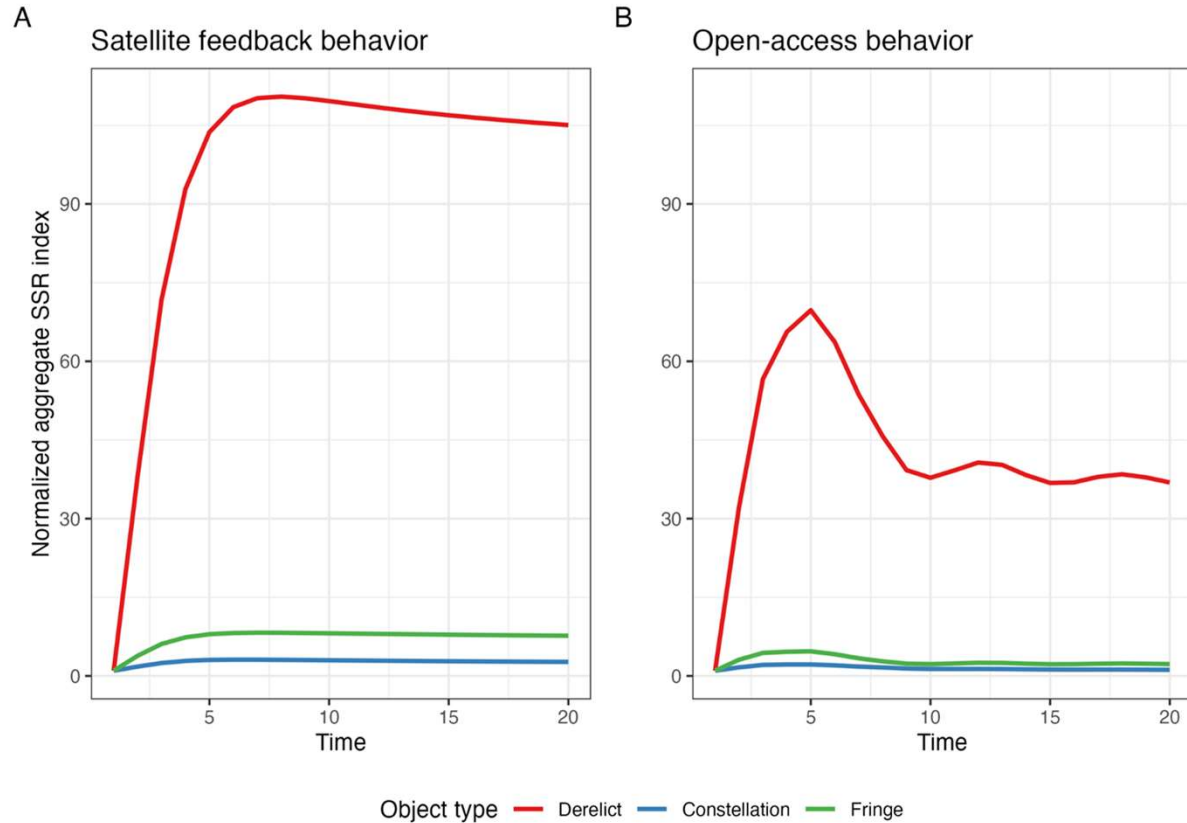 A
Satellite feedback behavior
Normalized aggregate SSR index
90
60
30
0
5 10 15 20
Time
B
Open-access behavior
90
60
30
0
5 10 15 20
Time
Object type Derelict Constellation Fringe